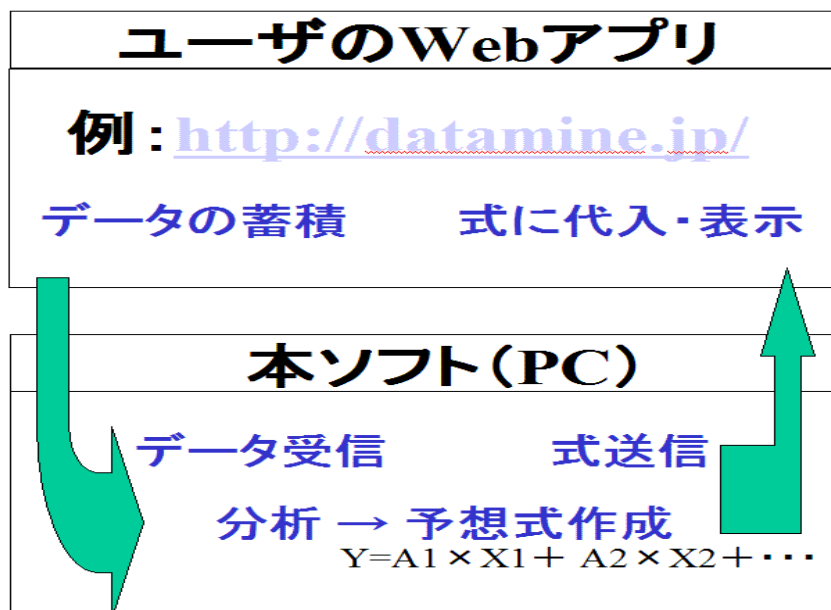 ユーザのWebアプリ
例:http://datamine.jp/
データの蓄積 式に代入・表示
本ソフト(PC)
データ受信 式送信
分析 → 予想式作成
Y=A1×X1+ A2×X2+・・・